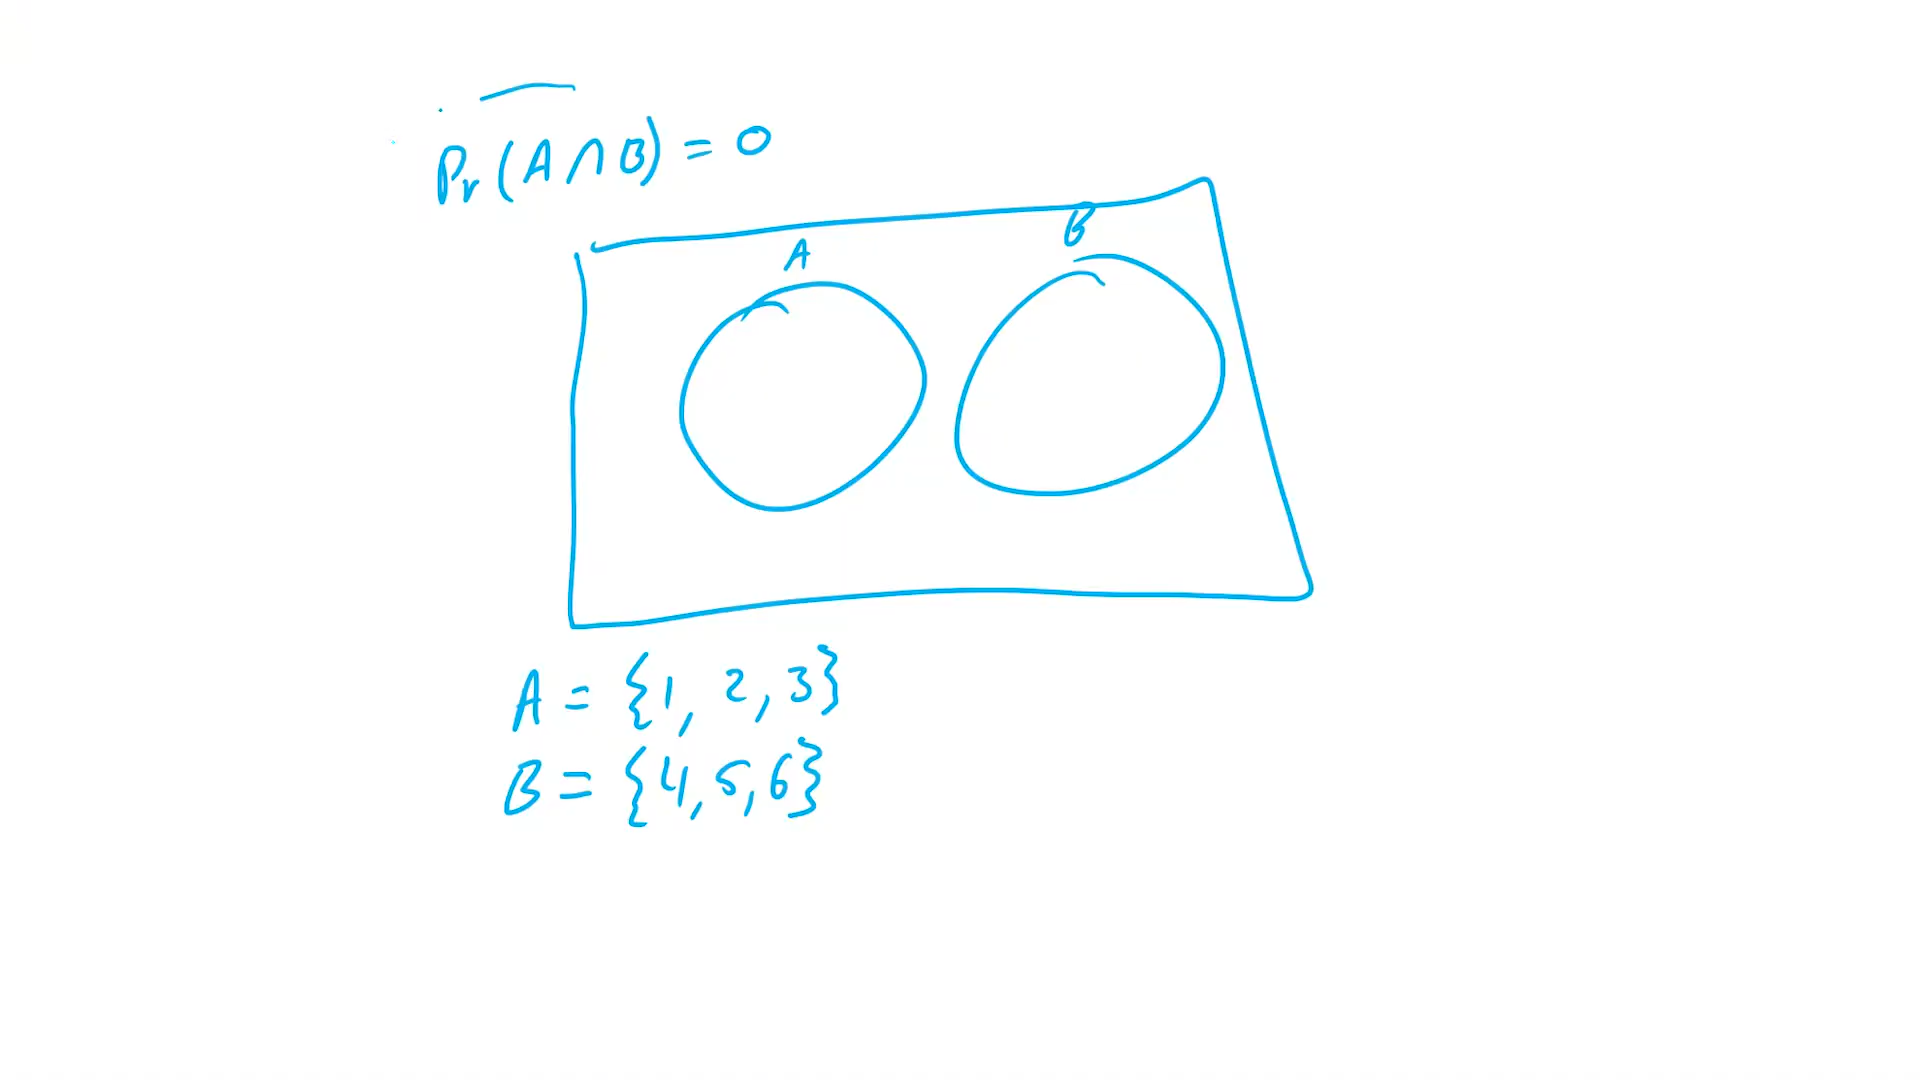 Pr(A∩B) = 0
A
B
A = {1, 2, 3}
B = {4, 5, 6}